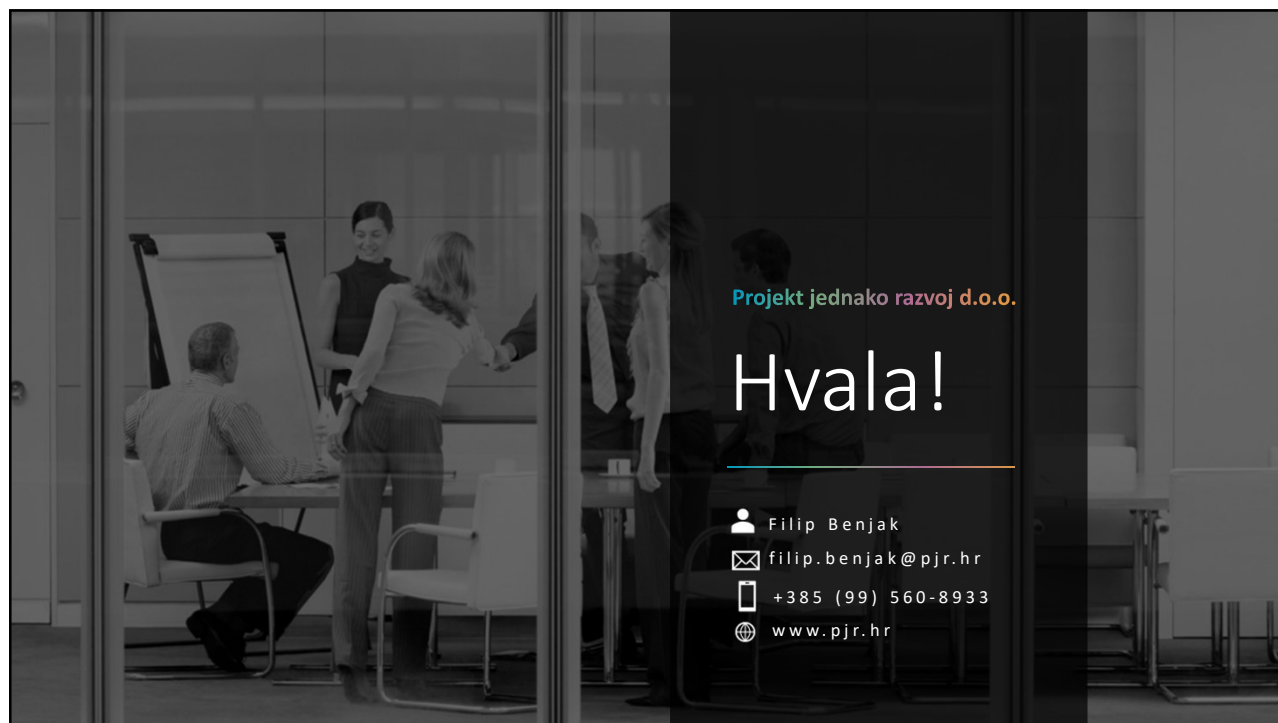 Projekt jednako razvoj d.o.o.
Hvala!
Filip Benjak
filip.benjak@pjr.hr
+385 (99) 560-8933
www.pjr.hr